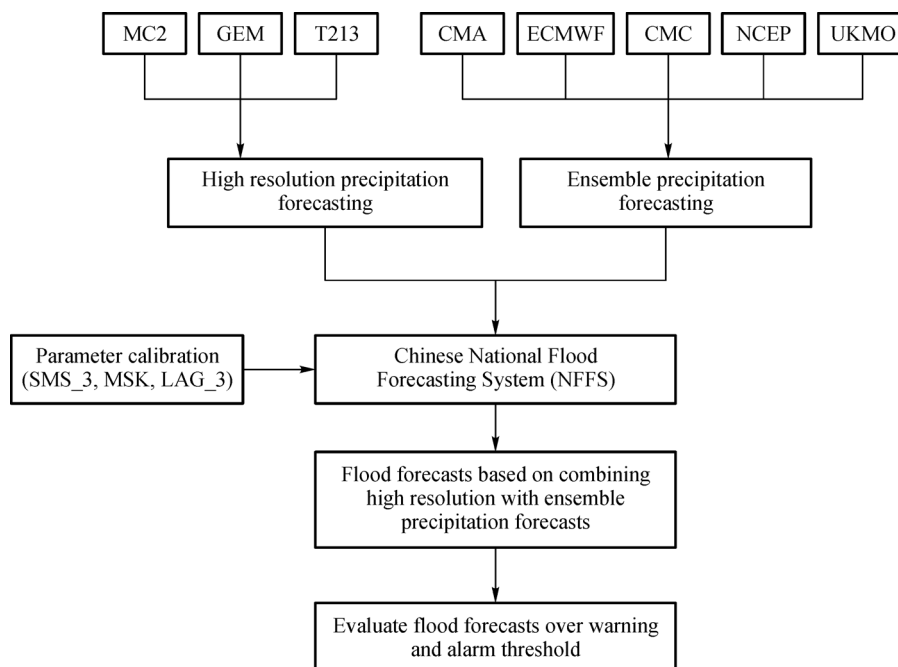 MC2
GEM
T213
CMA
ECMWF
CMC
NCEP
UKMO
High resolution precipitation
forecasting
Ensemble precipitation
forecasting
Parameter calibration
(SMS_3, MSK, LAG_3)
Chinese National Flood
Forecasting System (NFFS)
Flood forecasts based on combining
high resolution with ensemble
precipitation forecasts
Evaluate flood forecasts over warning
and alarm threshold